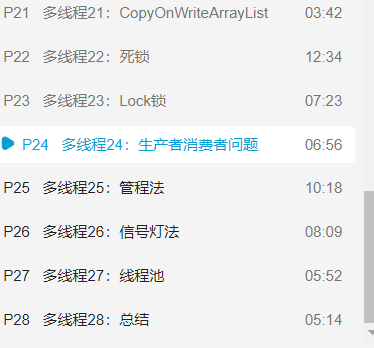 P21 多线程21：CopyOnWriteArrayList 03:42
P22 多线程22：死锁 12:34
P23 多线程23：Lock锁 07:23
P24 多线程24：生产者消费者问题 06:56
P25 多线程25：管程法 10:18
P26 多线程26：信号灯法 08:09
P27 多线程27：线程池 05:52
P28 多线程28：总结 05:14